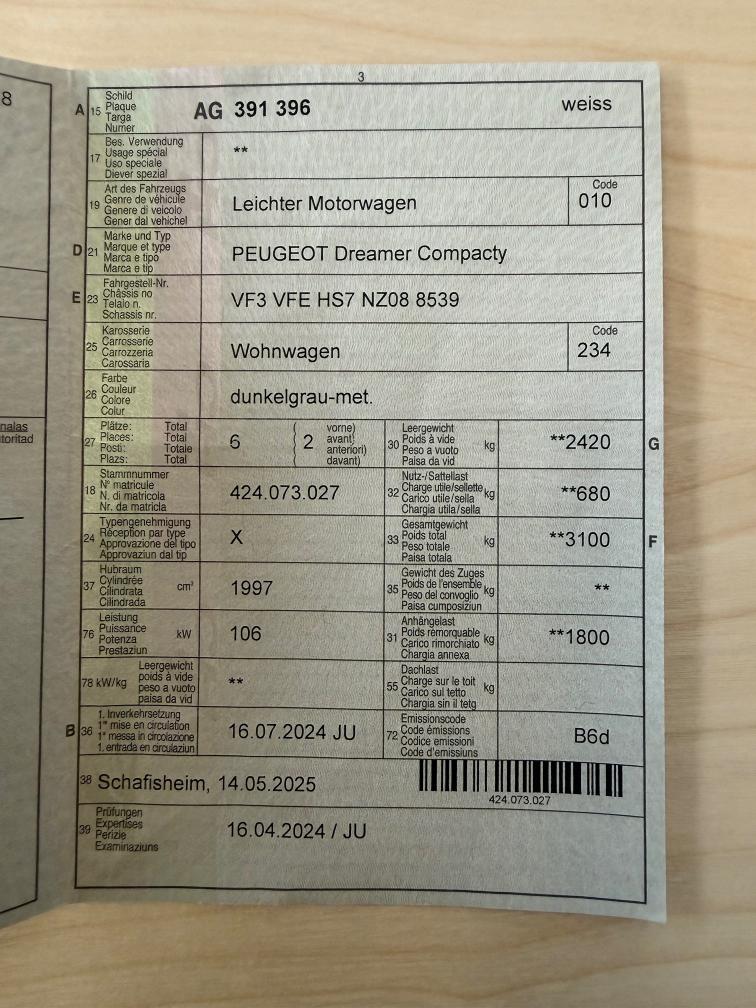 8
nalas
toritad
3
A 15 Schild
Plaque
Targa
Numer
AG 391 396 weiss
17 Bes. Verwendung
Usage spécial
Uso speciale
Diever spezial
**
19 Art des Fahrzeugs
Genre de véhicule
Genere di veicolo
Gener dal vehichel
Leichter Motorwagen
Code
010
D 21 Marke und Typ
Marque et type
Marca e tipo
Marca e tip
PEUGEOT Dreamer Compacty
E 23 Fahrgestell-Nr.
Châssis no
Telaio n.
Schassis nr.
VF3 VFE HS7 NZ08 8539
25 Karosserie
Carrosserie
Carrozzeria
Carossaria
Wohnwagen
Code
234
26 Farbe
Couleur
Colore
Colur
dunkelgrau-met.
27 Plätze: Total
Places: Total
Posti: Totale
Plazs: Total
6 ( 2 vorne)
avant)
anteriori)
davant)
30 Leergewicht
Poids à vide
Peso a vuoto
Paisa da vid
kg
**2420 G
18 Stammnummer
N° matricule
N. di matricola
Nr. da matricla
424.073.027
32 Nutz-/Sattellast
Charge utile/sellette
Carico utile/sella
Chargia utila/sella
kg
**680
24 Typengenehmigung
Réception par type
Approvazione del tipo
Approvaziun dal tip
X
33 Gesamtgewicht
Poids total
Peso totale
Paisa totala
kg
**3100 F
37 Hubraum
Cylindrée
Cilindrata
Cilindrada
cm³
1997
35 Gewicht des Zuges
Poids de l'ensemble
Peso del convoglio
Paisa cumposiziun
kg
**
76 Leistung
Puissance
Potenza
Prestaziun
kW
106
31 Anhängelast
Poids remorquable
Carico rimorchiato
Chargia annexa
kg
**1800
78 kW/kg Leergewicht
poids à vide
peso a vuoto
paisa da vid
**
55 Dachlast
Charge sur le toit
Carico sul tetto
Chargia sin il tetg
kg
B 36 1. Inverkehrsetzung
1re mise en circulation
1a messa in circolazione
1. entrada en circulaziun
16.07.2024 JU
72 Emissionscode
Code émissions
Codice emissioni
Code d'emissiuns
B6d
38 Schafisheim, 14.05.2025
424.073.027
39 Prüfungen
Expertises
Perizie
Examinaziuns
16.04.2024 / JU